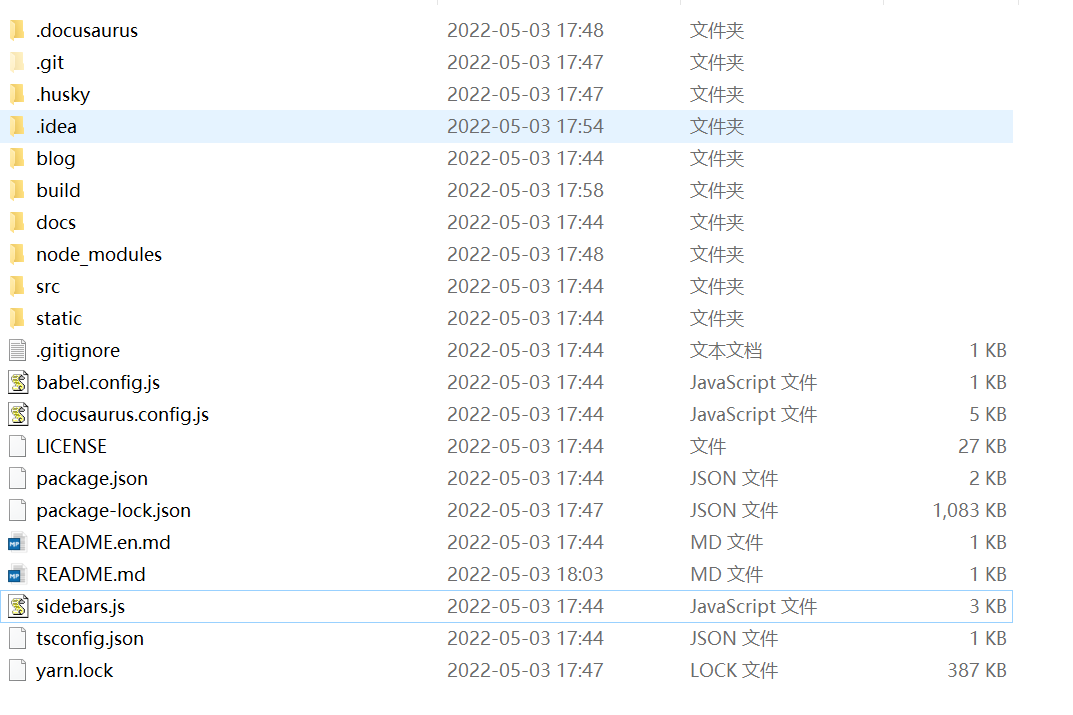 .docusaurus 2022-05-03 17:48 文件夹
.git 2022-05-03 17:47 文件夹
.husky 2022-05-03 17:47 文件夹
.idea 2022-05-03 17:54 文件夹
blog 2022-05-03 17:44 文件夹
build 2022-05-03 17:58 文件夹
docs 2022-05-03 17:44 文件夹
node_modules 2022-05-03 17:48 文件夹
src 2022-05-03 17:44 文件夹
static 2022-05-03 17:44 文件夹
.gitignore 2022-05-03 17:44 文本文档 1 KB
babel.config.js 2022-05-03 17:44 JavaScript 文件 1 KB
docusaurus.config.js 2022-05-03 17:44 JavaScript 文件 5 KB
LICENSE 2022-05-03 17:44 文件 27 KB
package.json 2022-05-03 17:44 JSON 文件 2 KB
package-lock.json 2022-05-03 17:47 JSON 文件 1,083 KB
README.en.md 2022-05-03 17:44 MD 文件 1 KB
README.md 2022-05-03 18:03 MD 文件 1 KB
sidebars.js 2022-05-03 17:44 JavaScript 文件 3 KB
tsconfig.json 2022-05-03 17:44 JSON 文件 1 KB
yarn.lock 2022-05-03 17:47 LOCK 文件 387 KB